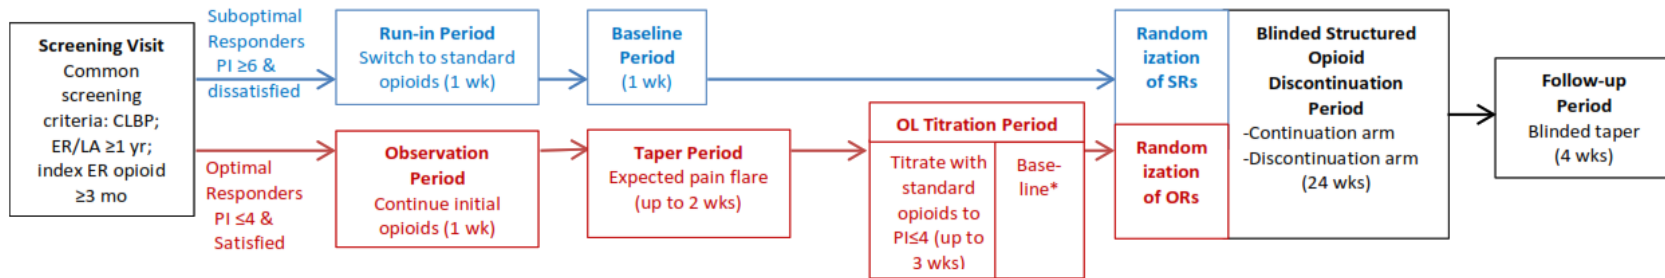 Screening Visit
Common
screening
criteria: CLBP;
ER/LA ≥1 yr;
index ER opioid
≥3 mo
Suboptimal
Responders
PI ≥6 &
dissatisfied
Run-in Period
Switch to standard
opioids (1 wk)
Baseline
Period
(1 wk)
Random
ization
of SRs
Optimal
Responders
PI ≤4 &
Satisfied
Observation
Period
Continue initial
opioids (1 wk)
Taper Period
Expected pain flare
(up to 2 wks)
OL Titration Period
Titrate with
standard
opioids to
PI≤4 (up to
3 wks)
Base-
line*
Random
ization
of ORs
Blinded Structured
Opioid
Discontinuation
Period
-Continuation arm
-Discontinuation arm
(24 wks)
Follow-up
Period
Blinded taper
(4 wks)